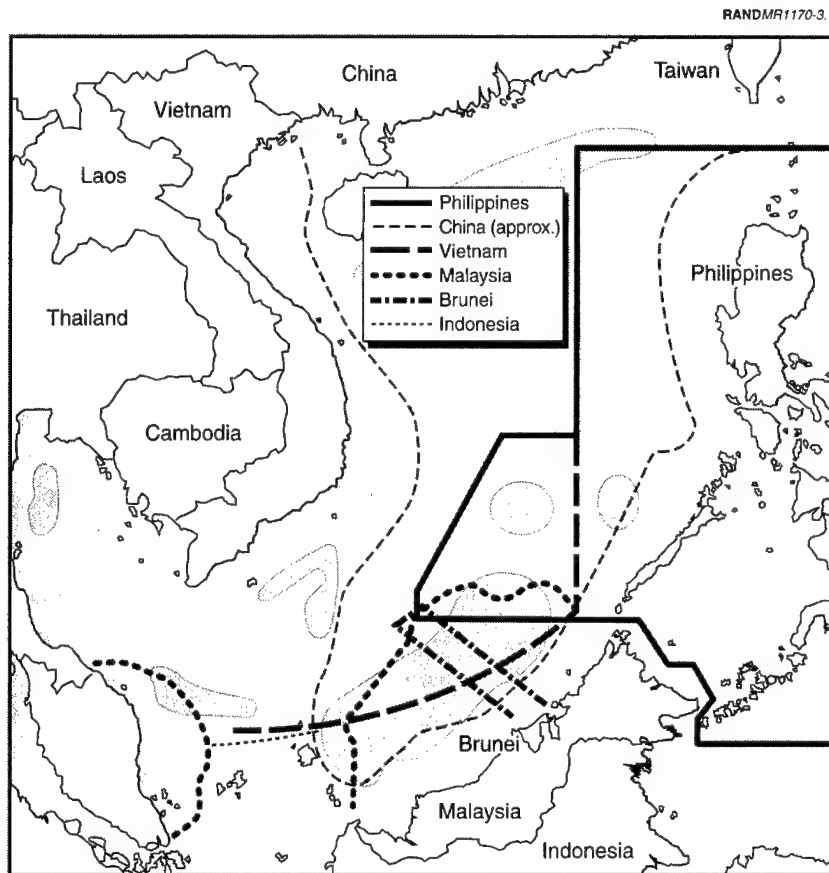 RANDMR1170-3.
China
Taiwan
Vietnam
Laos
Philippines
China (approx.)
Vietnam
Malaysia
Brunei
Indonesia
Philippines
Thailand
Cambodia
Brunei
Malaysia
Indonesia